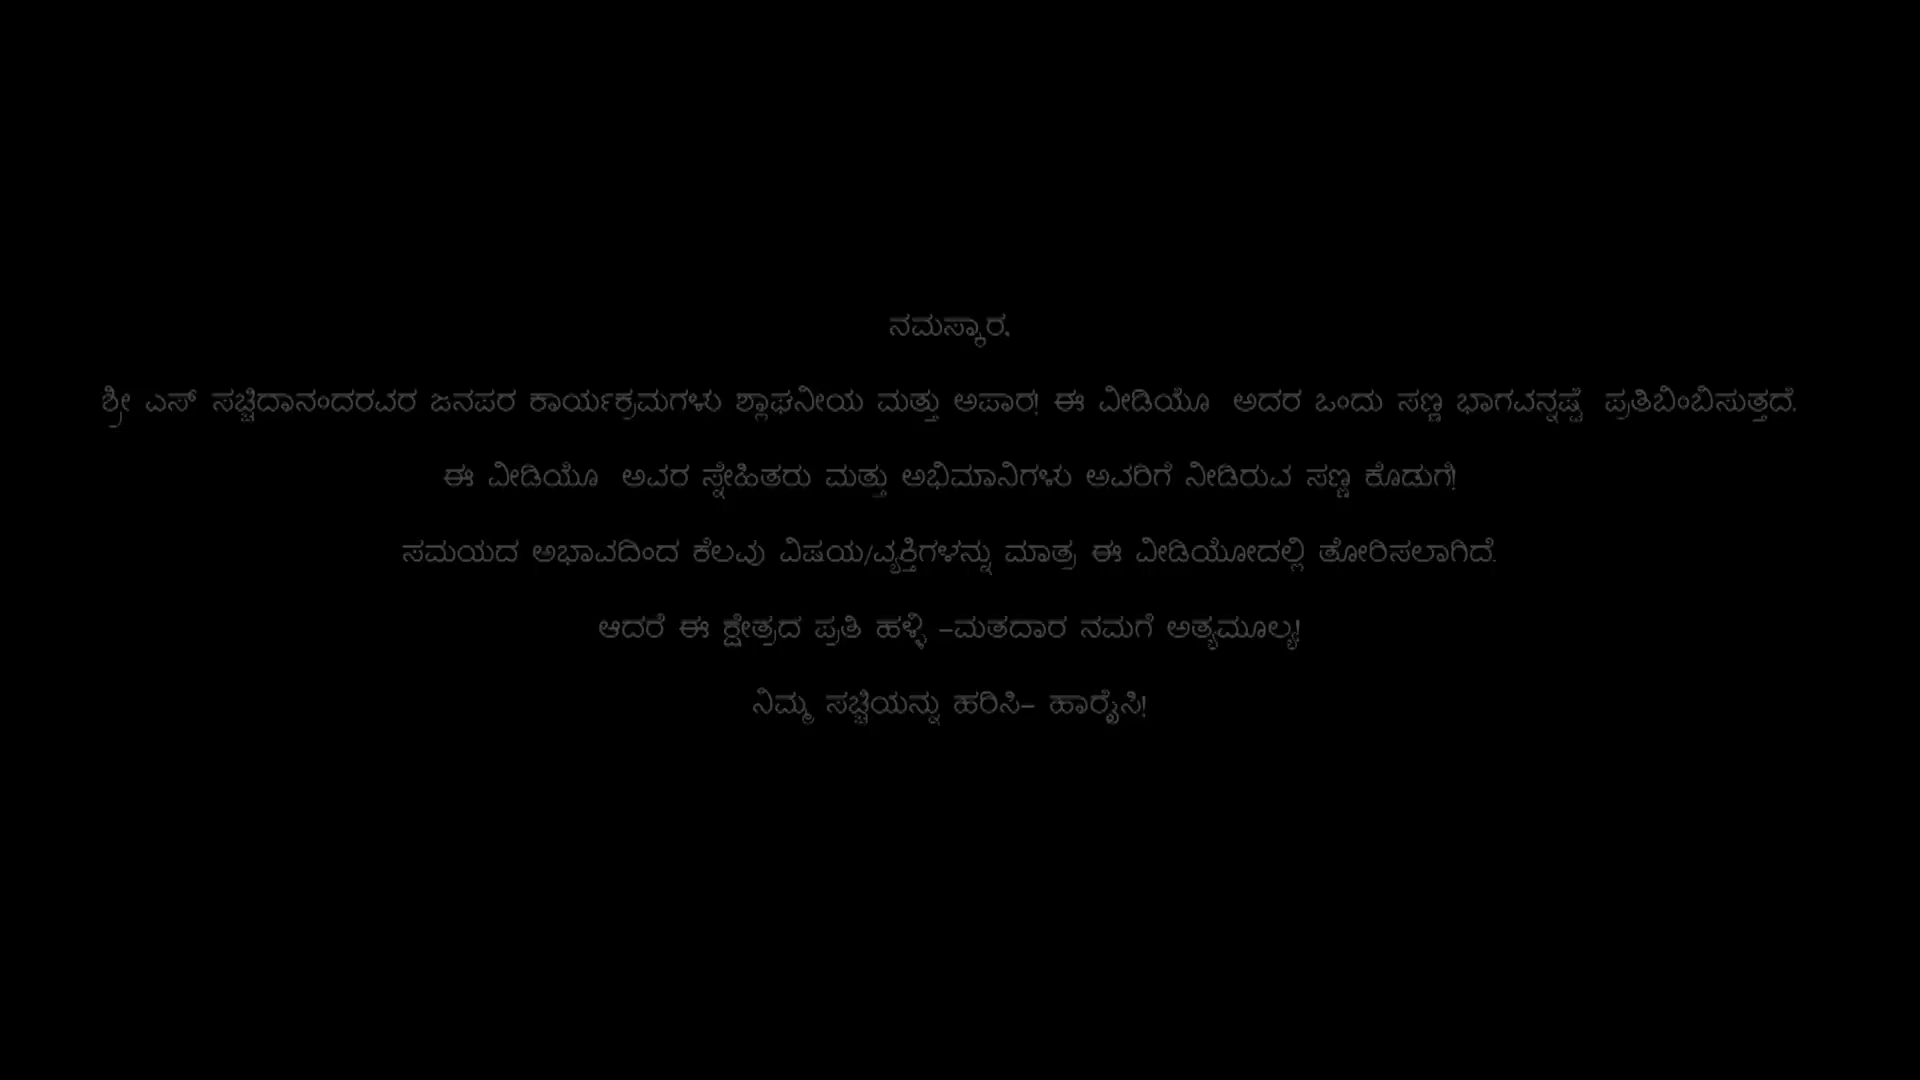 ನಮಸ್ಕಾರ.
ಶ್ರೀ ಎಸ್ ಸಚ್ಚಿದಾನಂದರವರ ಜನಪರ ಕಾರ್ಯಕ್ರಮಗಳು ಶ್ಲಾಘನೀಯ ಮತ್ತು ಅಪಾರ! ಈ ವೀಡಿಯೊ ಅದರ ಒಂದು ಸಣ್ಣ ಭಾಗವನ್ನಷ್ಟೆ ಪ್ರತಿಬಿಂಬಿಸುತ್ತದೆ.
ಈ ವೀಡಿಯೊ ಅವರ ಸ್ನೇಹಿತರು ಮತ್ತು ಅಭಿಮಾನಿಗಳು ಅವರಿಗೆ ನೀಡಿರುವ ಸಣ್ಣ ಕೊಡುಗೆ!
ಸಮಯದ ಅಭಾವದಿಂದ ಕೆಲವು ವಿಷಯ/ವ್ಯಕ್ತಿಗಳನ್ನು ಮಾತ್ರ ಈ ವೀಡಿಯೋದಲ್ಲಿ ತೋರಿಸಲಾಗಿದೆ.
ಆದರೆ ಈ ಕ್ಷೇತ್ರದ ಪ್ರತಿ ಹಳ್ಳಿ –ಮತದಾರ ನಮಗೆ ಅತ್ಯಮೂಲ್ಯ!
ನಿಮ್ಮ ಸಚ್ಚಿಯನ್ನು ಹರಿಸಿ– ಹಾರೈಸಿ!